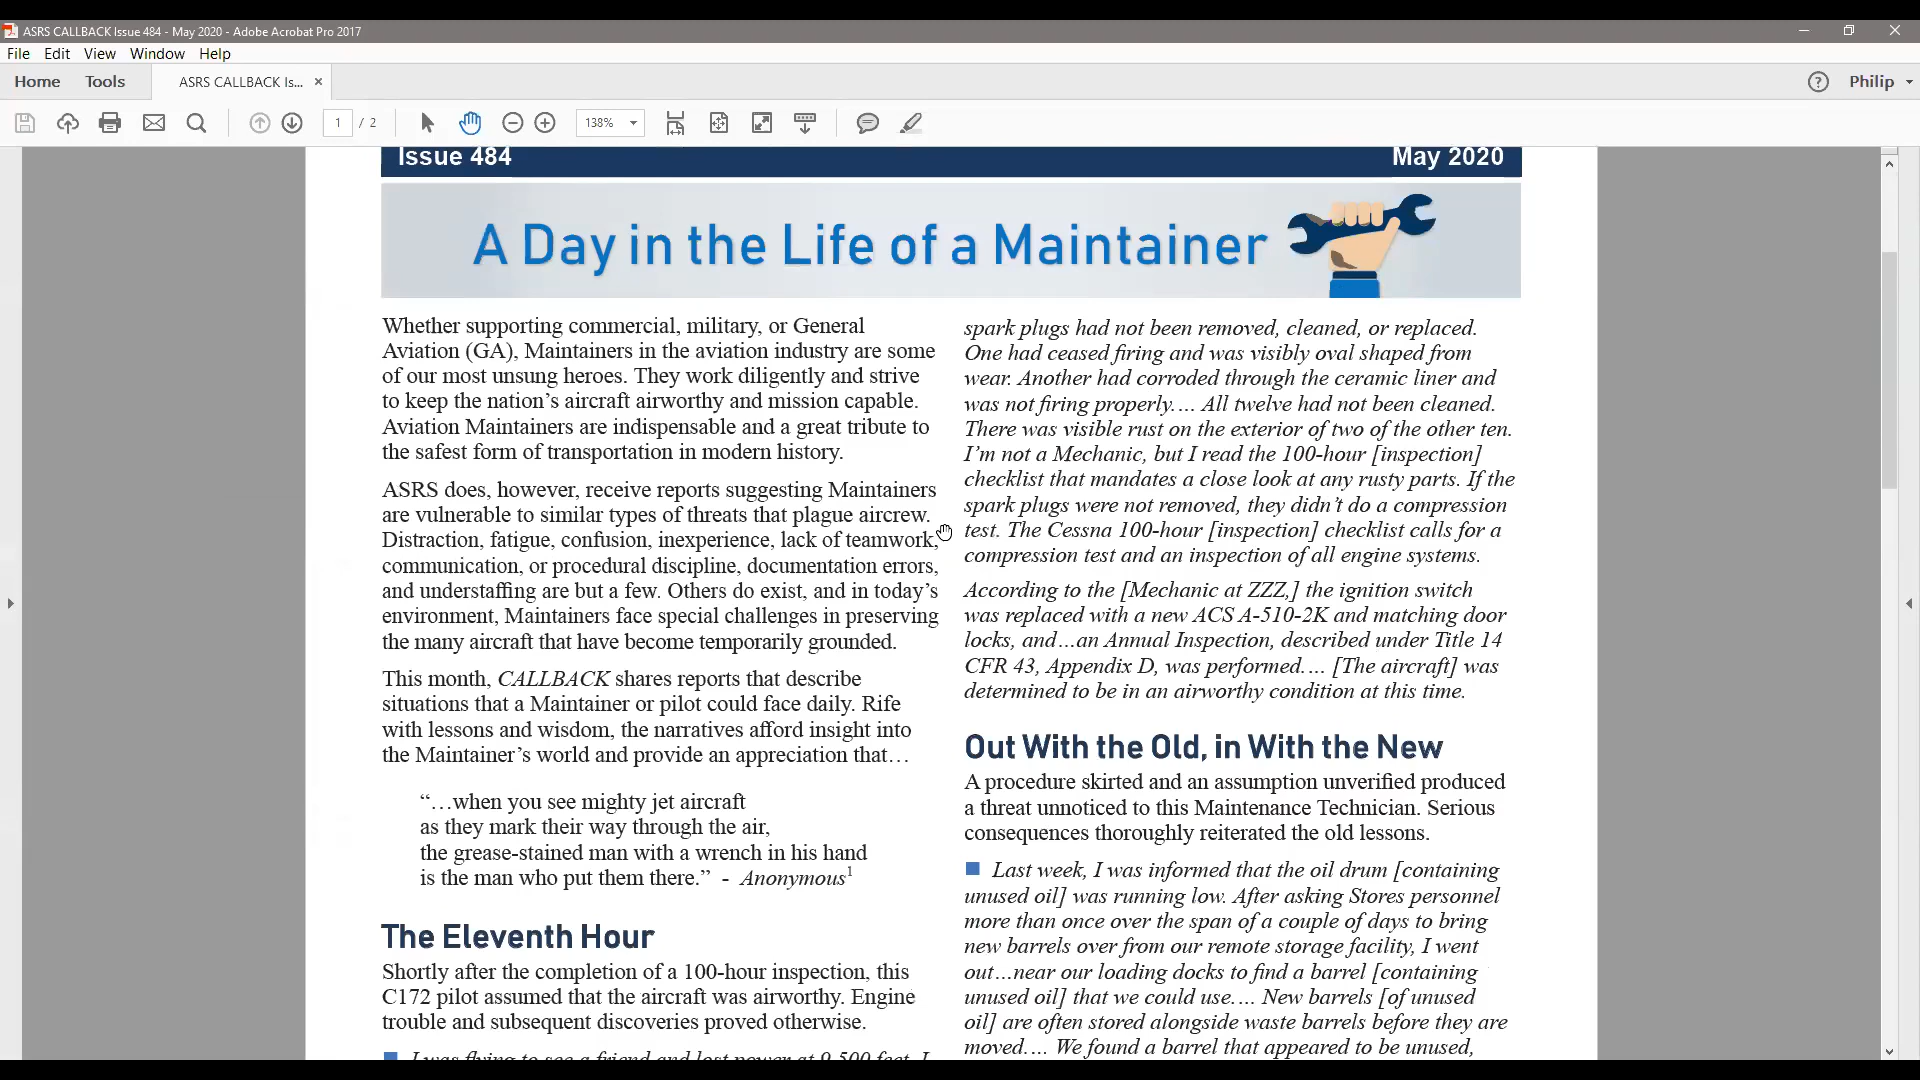 ASRS CALLBACK Issue 484 - May 2020 - Adobe Acrobat Pro 2017
File Edit View Window Help
Home Tools ASRS CALLBACK Is... × ? Philip
1 / 2 138%
Issue 484 May 2020
A Day in the Life of a Maintainer
Whether supporting commercial, military, or General
Aviation (GA), Maintainers in the aviation industry are some
of our most unsung heroes. They work diligently and strive
to keep the nation’s aircraft airworthy and mission capable.
Aviation Maintainers are indispensable and a great tribute to
the safest form of transportation in modern history.
ASRS does, however, receive reports suggesting Maintainers
are vulnerable to similar types of threats that plague aircrew.
Distraction, fatigue, confusion, inexperience, lack of teamwork,
communication, or procedural discipline, documentation errors,
and understaffing are but a few. Others do exist, and in today’s
environment, Maintainers face special challenges in preserving
the many aircraft that have become temporarily grounded.
This month, CALLBACK shares reports that describe
situations that a Maintainer or pilot could face daily. Rife
with lessons and wisdom, the narratives afford insight into
the Maintainer’s world and provide an appreciation that…
“…when you see mighty jet aircraft
as they mark their way through the air,
the grease-stained man with a wrench in his hand
is the man who put them there.” - Anonymous1
The Eleventh Hour
Shortly after the completion of a 100-hour inspection, this
C172 pilot assumed that the aircraft was airworthy. Engine
trouble and subsequent discoveries proved otherwise.
I was flying to see a friend and lost power at 9,500 feet. I
spark plugs had not been removed, cleaned, or replaced.
One had ceased firing and was visibly oval shaped from
wear. Another had corroded through the ceramic liner and
was not firing properly.… All twelve had not been cleaned.
There was visible rust on the exterior of two of the other ten.
I’m not a Mechanic, but I read the 100-hour [inspection]
checklist that mandates a close look at any rusty parts. If the
spark plugs were not removed, they didn’t do a compression
test. The Cessna 100-hour [inspection] checklist calls for a
compression test and an inspection of all engine systems.
According to the [Mechanic at ZZZ,] the ignition switch
was replaced with a new ACS A-510-2K and matching door
locks, and…an Annual Inspection, described under Title 14
CFR 43, Appendix D, was performed.… [The aircraft] was
determined to be in an airworthy condition at this time.
Out With the Old, in With the New
A procedure skirted and an assumption unverified produced
a threat unnoticed to this Maintenance Technician. Serious
consequences thoroughly reiterated the old lessons.
Last week, I was informed that the oil drum [containing
unused oil] was running low. After asking Stores personnel
more than once over the span of a couple of days to bring
new barrels over from our remote storage facility, I went
out…near our loading docks to find a barrel [containing
unused oil] that we could use.… New barrels [of unused
oil] are often stored alongside waste barrels before they are
moved.… We found a barrel that appeared to be unused,